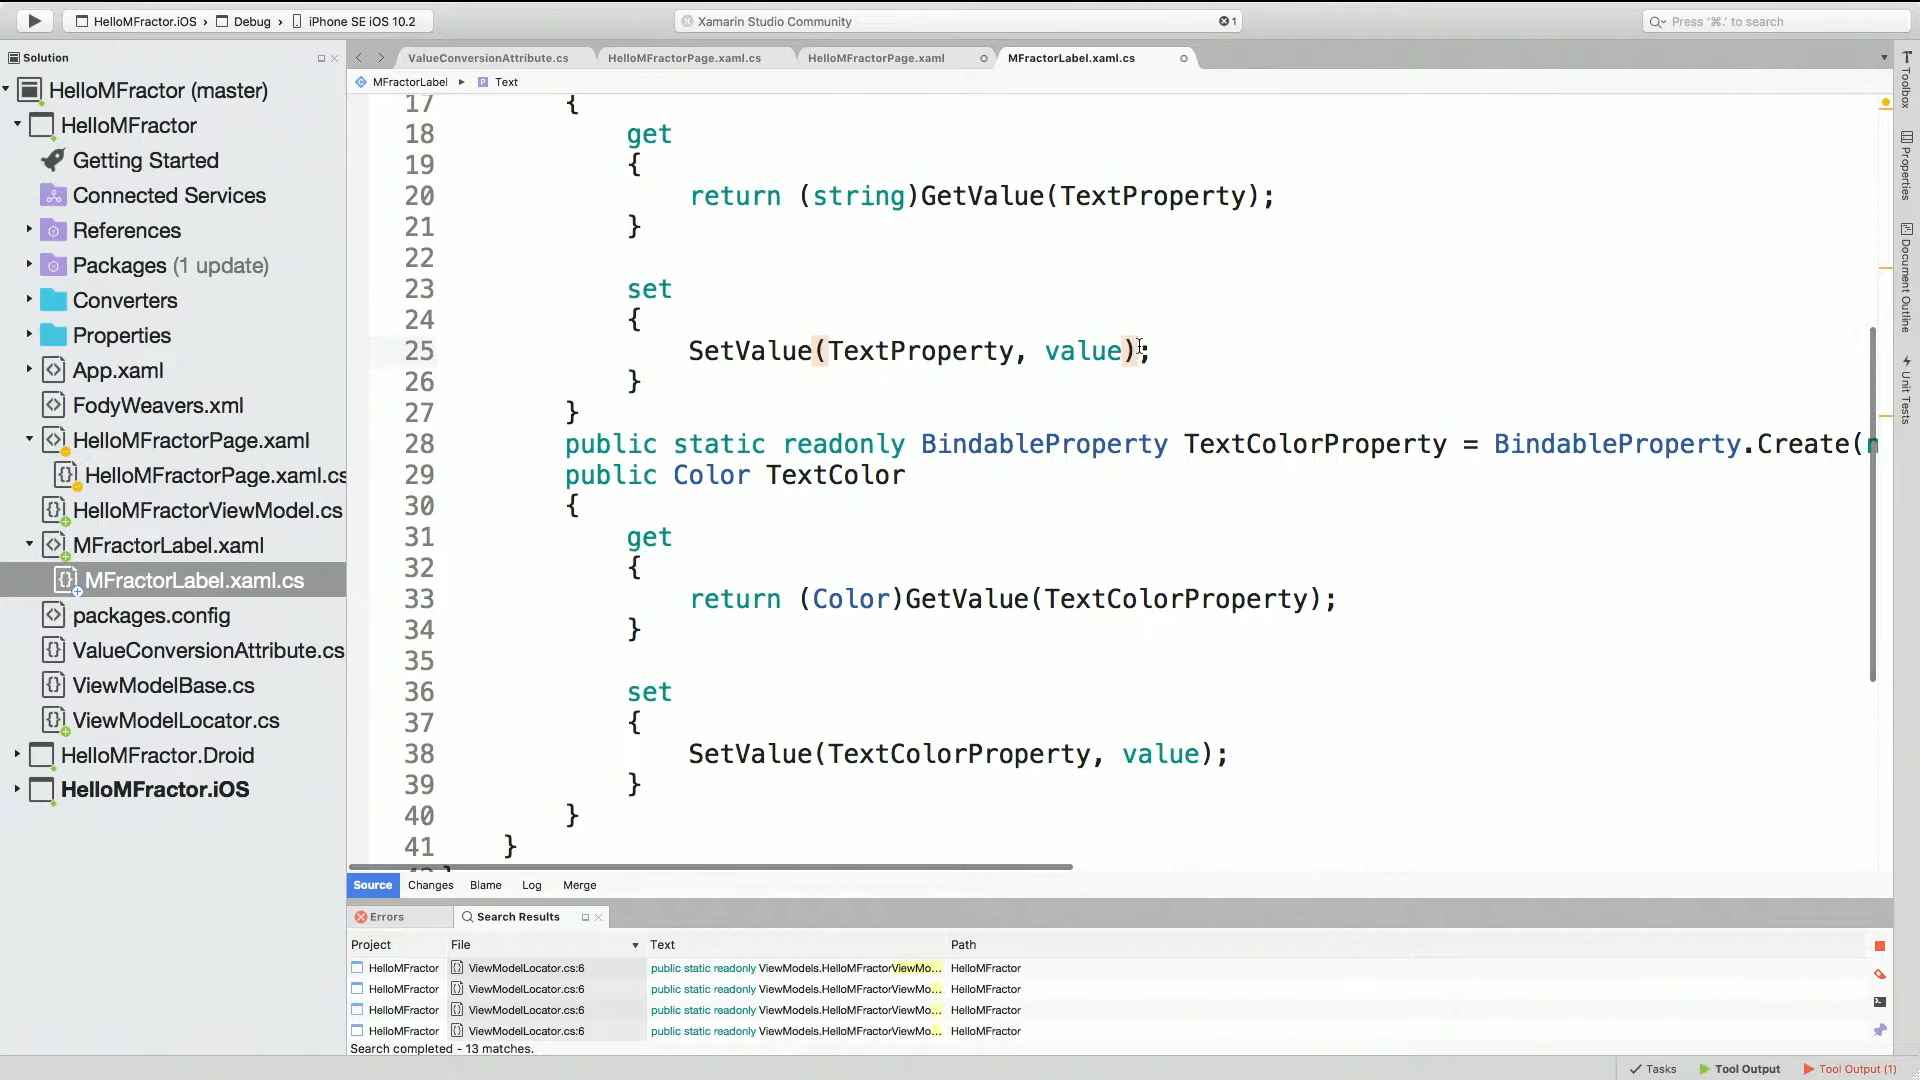 HelloMFractor.iOS › Debug › iPhone SE iOS 10.2
Xamarin Studio Community
1
Press '⌘.' to search
Solution
ValueConversionAttribute.cs
HelloMFractorPage.xaml.cs
HelloMFractorPage.xaml
MFractorLabel.xaml.cs
MFractorLabel ▸ Text
HelloMFractor (master)
HelloMFractor
Getting Started
Connected Services
References
Packages (1 update)
Converters
Properties
App.xaml
FodyWeavers.xml
HelloMFractorPage.xaml
HelloMFractorPage.xaml.cs
HelloMFractorViewModel.cs
MFractorLabel.xaml
MFractorLabel.xaml.cs
packages.config
ValueConversionAttribute.cs
ViewModelBase.cs
ViewModelLocator.cs
HelloMFractor.Droid
HelloMFractor.iOS
17 {
18 get
19 {
20 return (string)GetValue(TextProperty);
21 }
22
23 set
24 {
25 SetValue(TextProperty, value);
26 }
27 }
28 public static readonly BindableProperty TextColorProperty = BindableProperty.Create(n
29 public Color TextColor
30 {
31 get
32 {
33 return (Color)GetValue(TextColorProperty);
34 }
35
36 set
37 {
38 SetValue(TextColorProperty, value);
39 }
40 }
41 }
Toolbox
Properties
Document Outline
Unit Tests
Source Changes Blame Log Merge
Errors Search Results
Project File Text Path
HelloMFractor ViewModelLocator.cs:6 public static readonly ViewModels.HelloMFractorViewMo... HelloMFractor
HelloMFractor ViewModelLocator.cs:6 public static readonly ViewModels.HelloMFractorViewMo... HelloMFractor
HelloMFractor ViewModelLocator.cs:6 public static readonly ViewModels.HelloMFractorViewMo... HelloMFractor
HelloMFractor ViewModelLocator.cs:6 public static readonly ViewModels.HelloMFractorViewMo... HelloMFractor
Search completed - 13 matches.
Tasks Tool Output Tool Output (1)